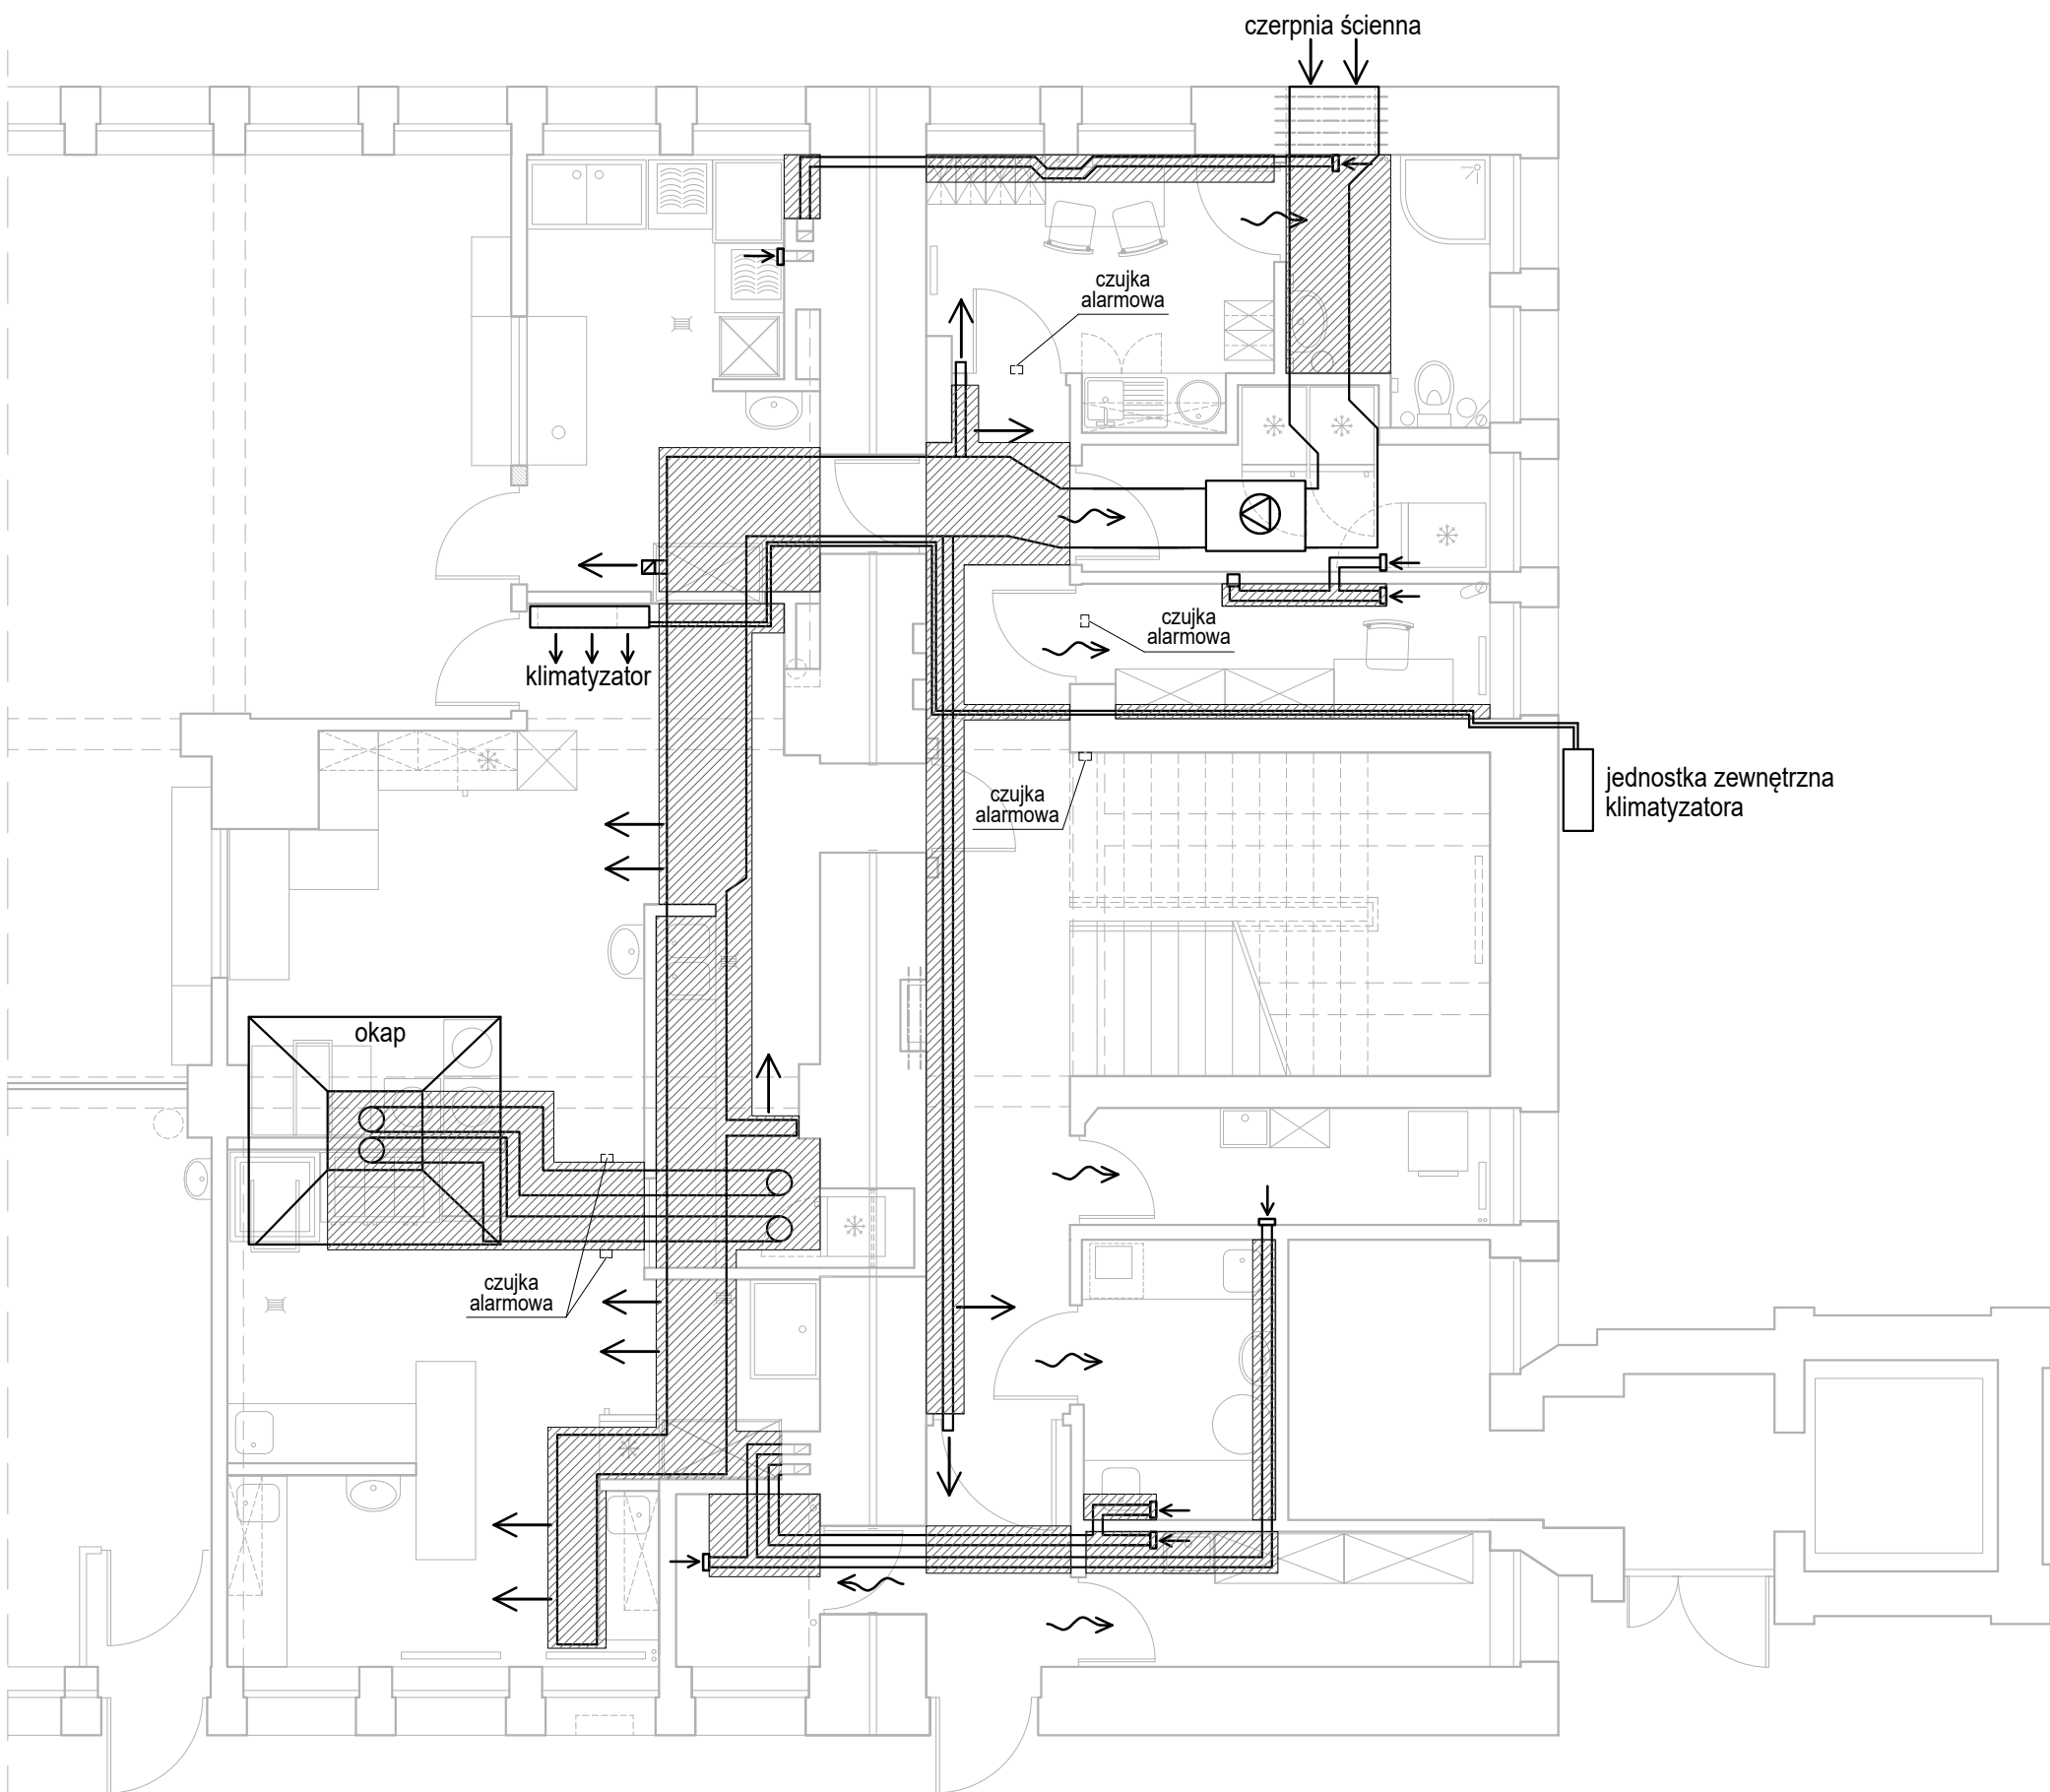 czerpnia ścienna
czujka
alarmowa
czujka
alarmowa
klimatyzator
jednostka zewnętrzna
klimatyzatora
czujka
alarmowa
okap
czujka
alarmowa